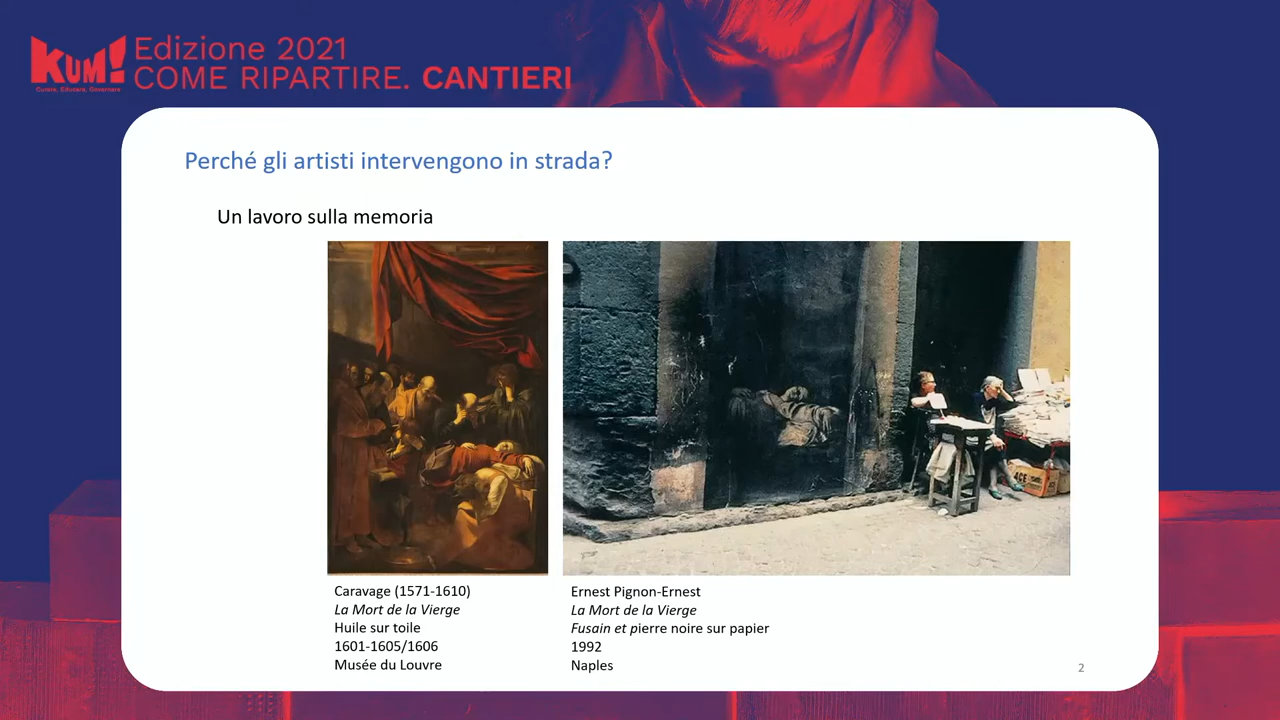 KUM!
Curare, Educare, Governare
Edizione 2021
COME RIPARTIRE. CANTIERI
Perché gli artisti intervengono in strada?
Un lavoro sulla memoria
ACE
Caravage (1571-1610)
La Mort de la Vierge
Huile sur toile
1601-1605/1606
Musée du Louvre
Ernest Pignon-Ernest
La Mort de la Vierge
Fusain et pierre noire sur papier
1992
Naples
2